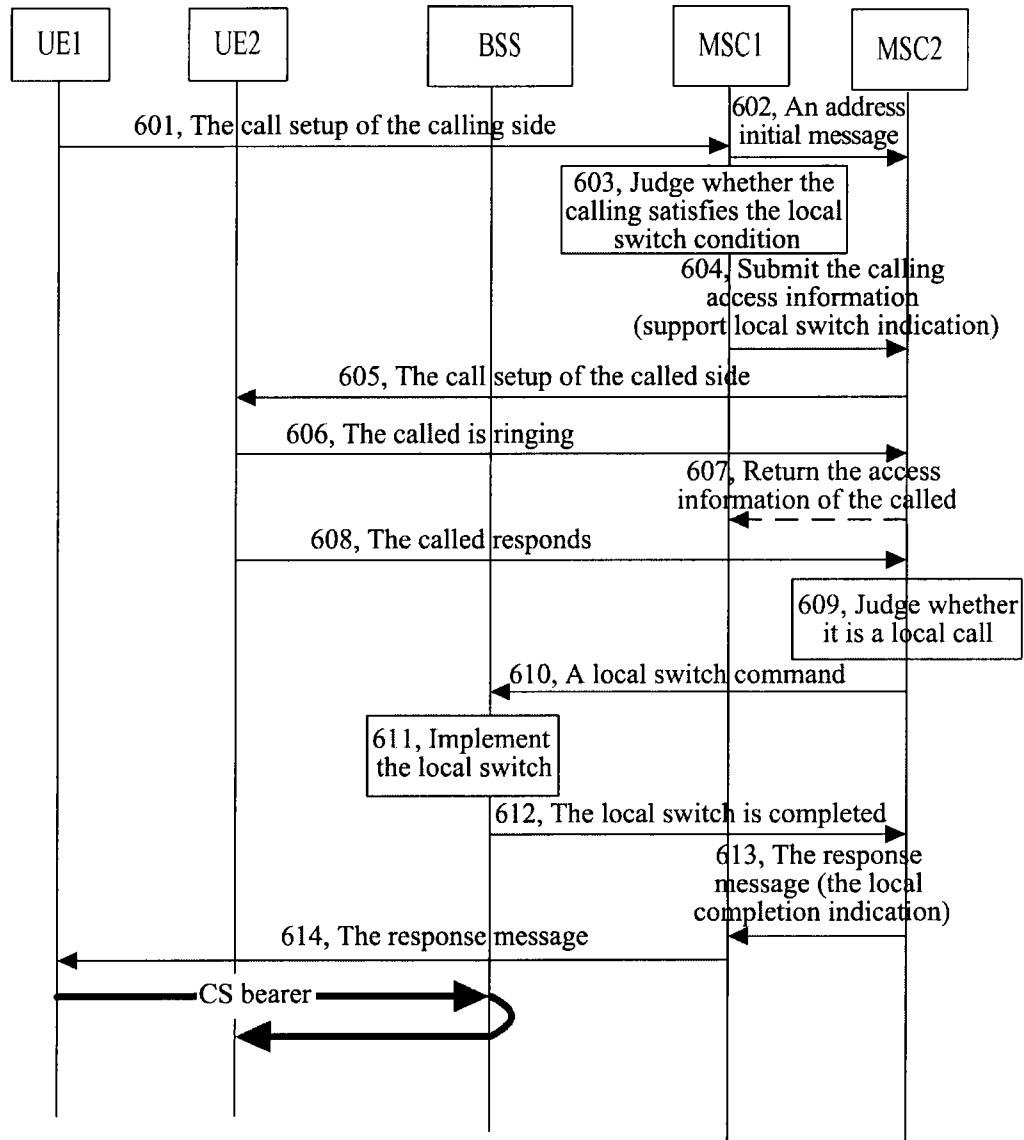 UE1
UE2
BSS
MSC1
MSC2
601, The call setup of the calling side
602, An address
initial message
603, Judge whether the
calling satisfies the local
switch condition
604, Submit the calling
access information
(support local switch indication)
605, The call setup of the called side
606, The called is ringing
607, Return the access
information of the called
608, The called responds
609, Judge whether
it is a local call
610, A local switch command
611, Implement
the local switch
612, The local switch is completed
613, The response
message (the local
completion indication)
614, The response message
CS bearer